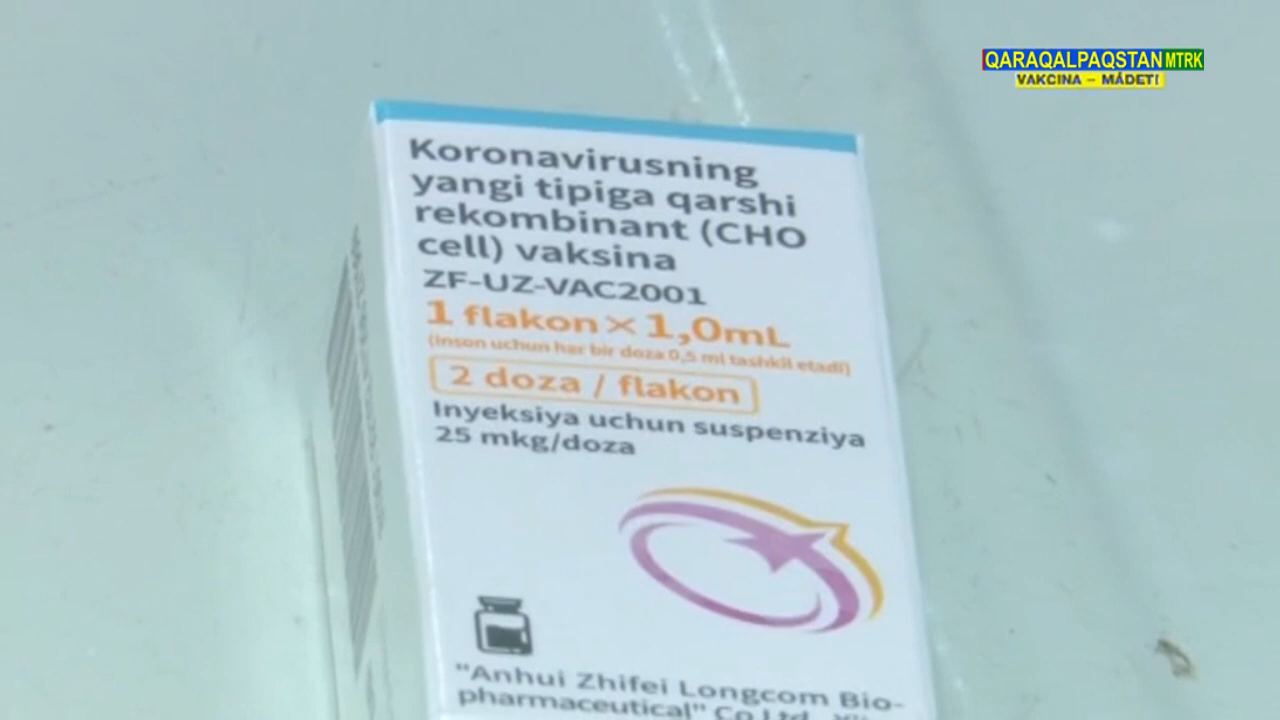 QARAQALPAQSTAN MTRK
VAKCINA – MÁDETI
Koronavirusning
yangi tipiga qarshi
rekombinant (CHO
cell) vaksina
ZF-UZ-VAC2001
1 flakon × 1,0mL
(inson uchun har bir doza 0,5 ml tashkil etadi)
2 doza / flakon
Inyeksiya uchun suspenziya
25 mkg/doza
"Anhui Zhifei Longcom Bio-
pharmaceutical" Co.Ltd.,